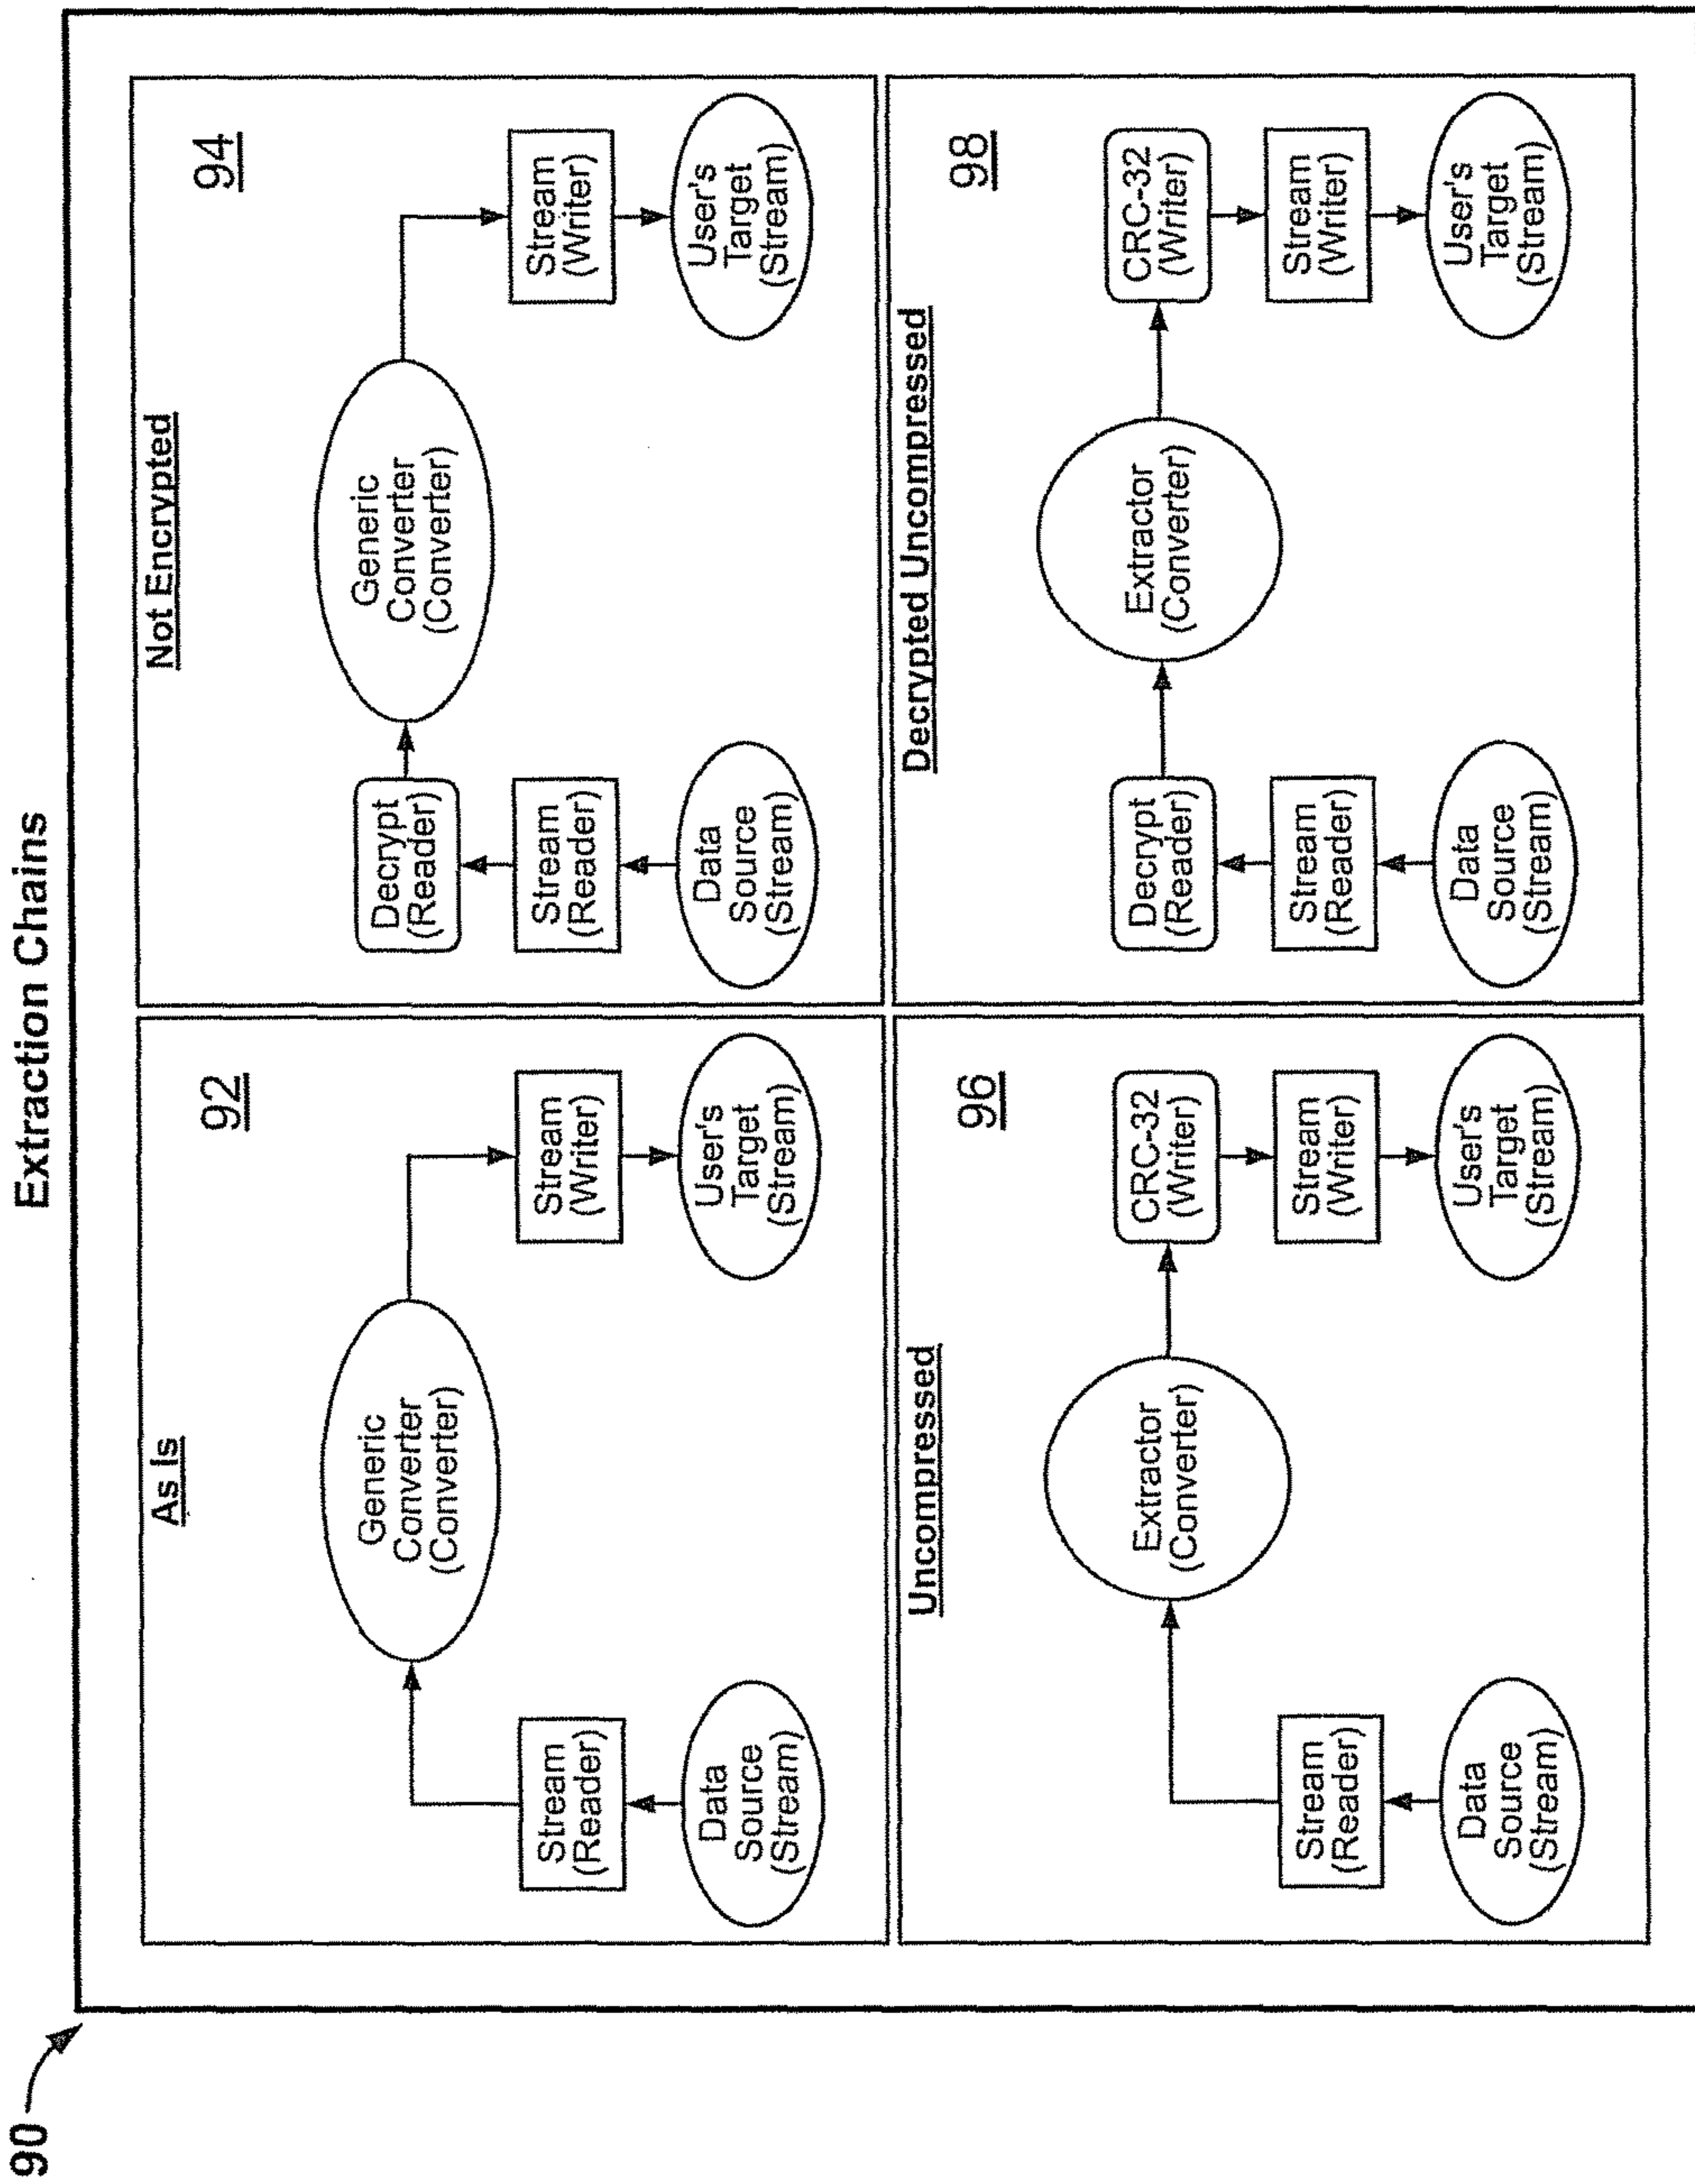 90
Extraction Chains
As Is
92
Generic
Converter
(Converter)
Stream
(Reader)
Data
Source
(Stream)
Stream
(Writer)
User's
Target
(Stream)
Not Encrypted
94
Decrypt
(Reader)
Stream
(Reader)
Data
Source
(Stream)
Generic
Converter
(Converter)
Stream
(Writer)
User's
Target
(Stream)
Uncompressed
96
Extractor
(Converter)
Stream
(Reader)
Data
Source
(Stream)
CRC-32
(Writer)
Stream
(Writer)
User's
Target
(Stream)
Decrypted Uncompressed
98
Decrypt
(Reader)
Stream
(Reader)
Data
Source
(Stream)
Extractor
(Converter)
CRC-32
(Writer)
Stream
(Writer)
User's
Target
(Stream)